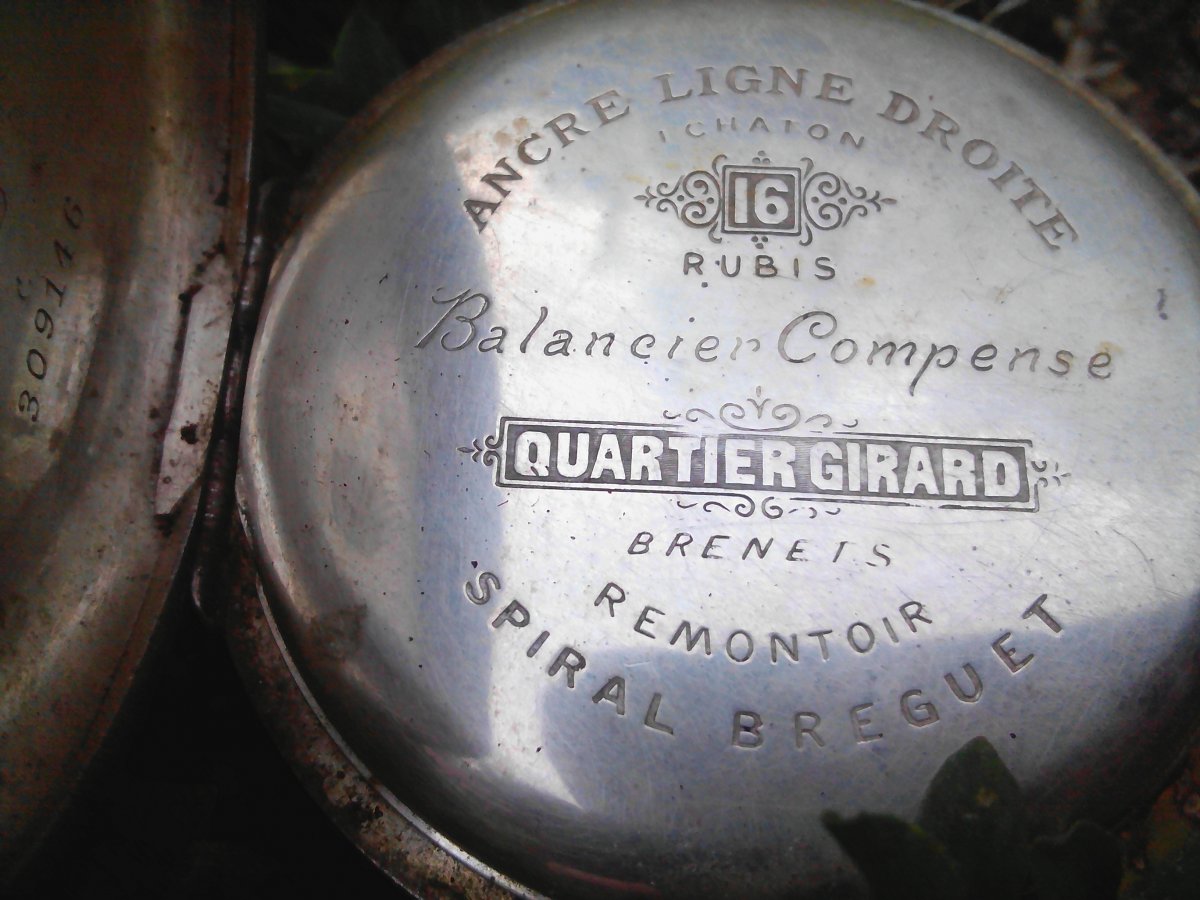 ANCRE LIGNE DROITE
1 CHATON
16
RUBIS
Balancier Compense
QUARTIER GIRARD
BRENETS
REMONTOIR
SPIRAL BREGUET
309146